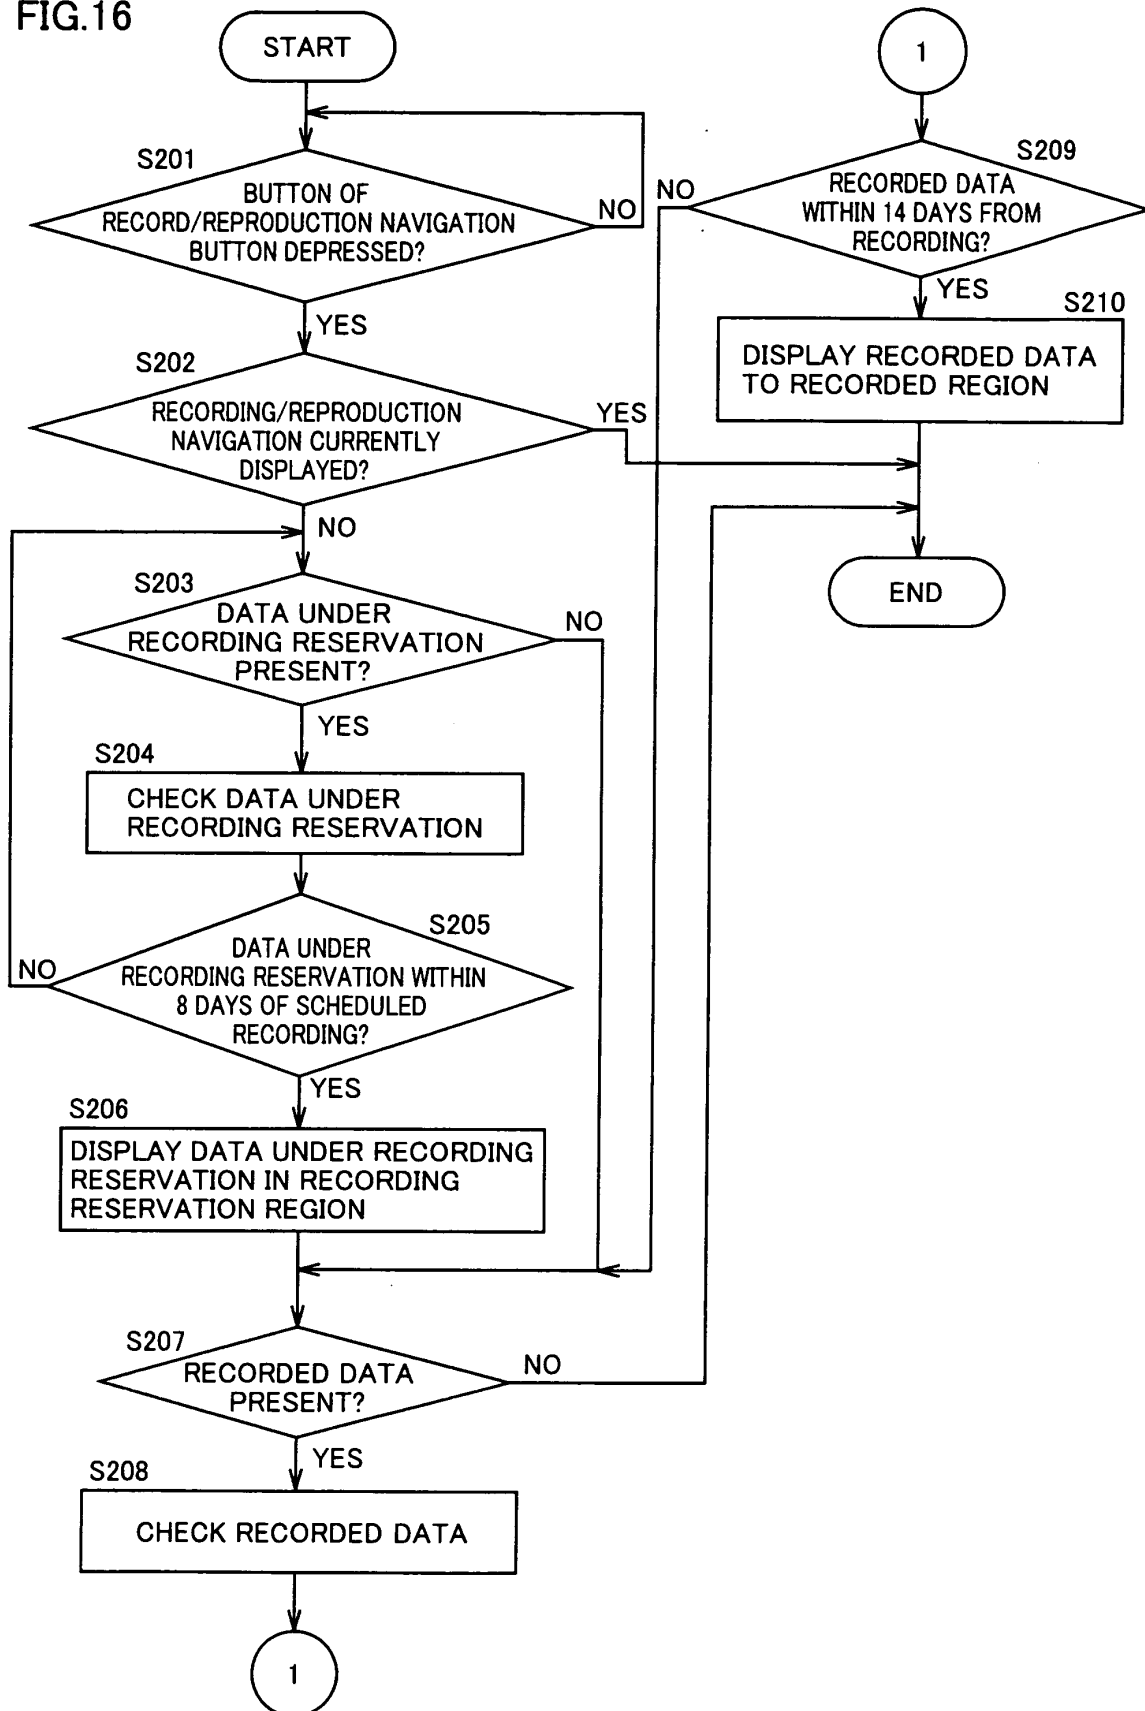 FIG.16
START
S201
BUTTON OF
RECORD/REPRODUCTION NAVIGATION
BUTTON DEPRESSED?
NO
YES
S202
RECORDING/REPRODUCTION
NAVIGATION CURRENTLY
DISPLAYED?
YES
NO
S203
DATA UNDER
RECORDING RESERVATION
PRESENT?
NO
YES
S204
CHECK DATA UNDER
RECORDING RESERVATION
S205
DATA UNDER
RECORDING RESERVATION WITHIN
8 DAYS OF SCHEDULED
RECORDING?
NO
YES
S206
DISPLAY DATA UNDER RECORDING
RESERVATION IN RECORDING
RESERVATION REGION
S207
RECORDED DATA
PRESENT?
NO
YES
S208
CHECK RECORDED DATA
1
1
S209
RECORDED DATA
WITHIN 14 DAYS FROM
RECORDING?
NO
YES
S210
DISPLAY RECORDED DATA
TO RECORDED REGION
END